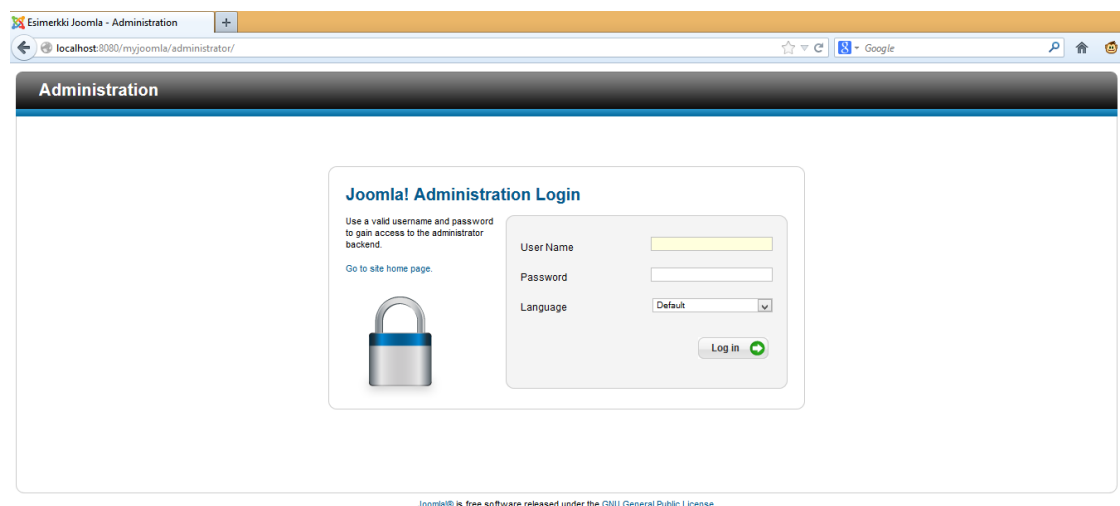 Esimerkki Joomla - Administration
localhost:8080/myjoomla/administrator/
Google
Administration
Joomla! Administration Login
Use a valid username and password
to gain access to the administrator
backend.
Go to site home page.
User Name
Password
Language
Default
Log in
Joomla!® is free software released under the GNU General Public License.